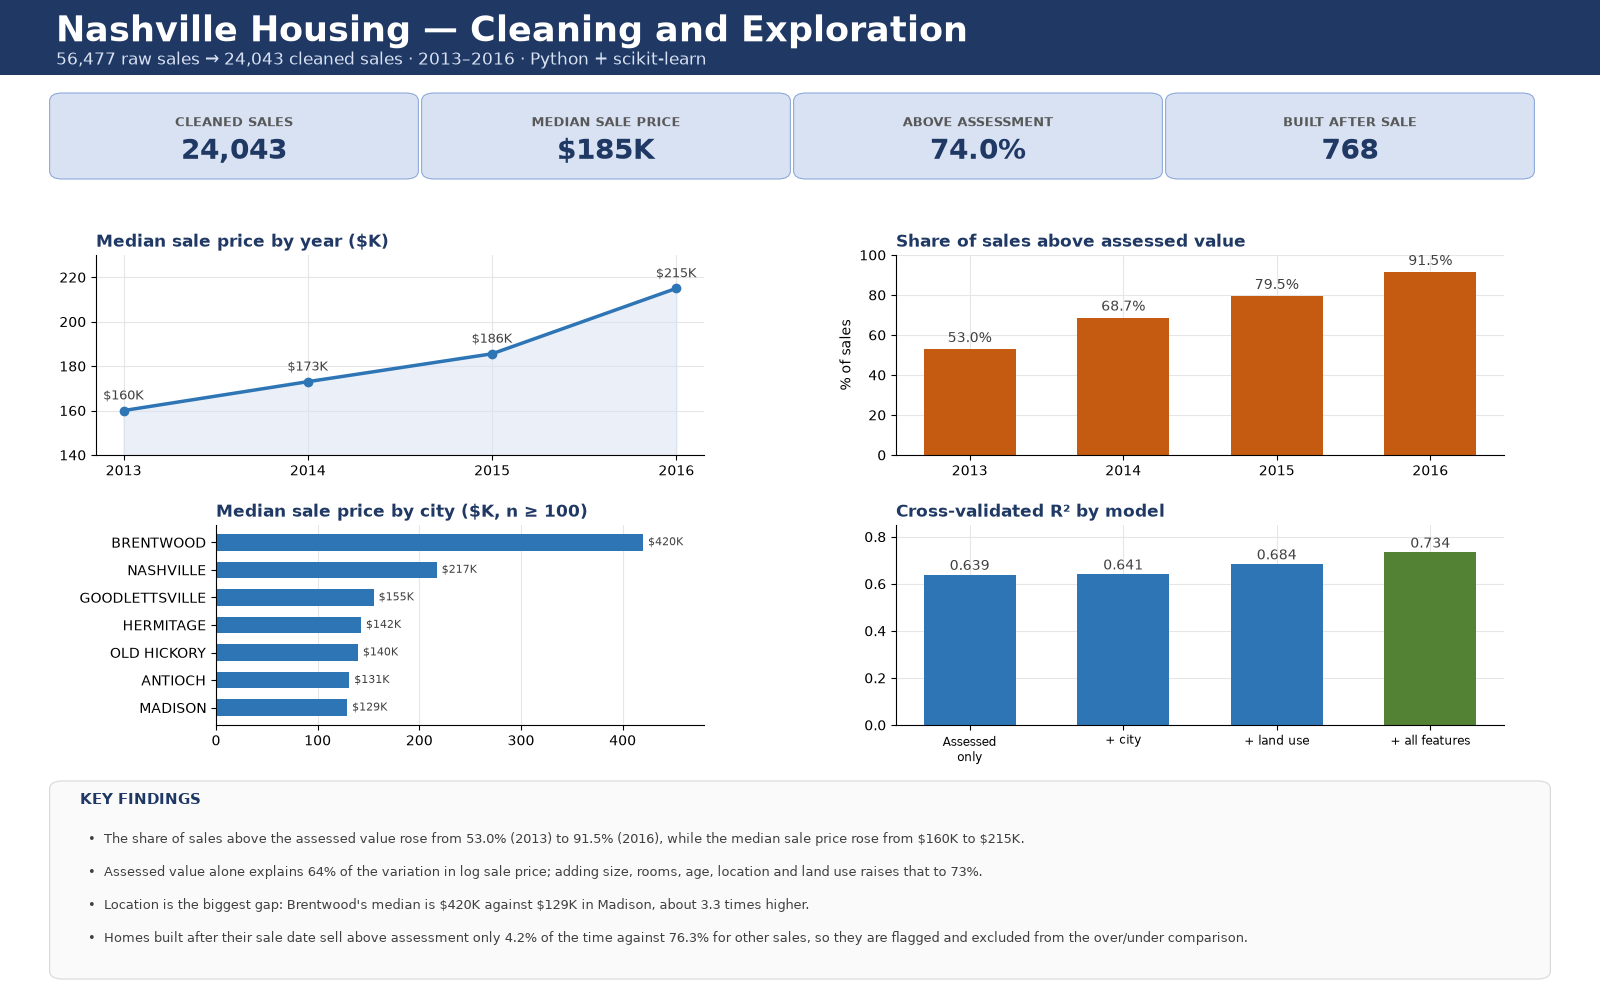 Nashville Housing — Cleaning and Exploration
56,477 raw sales → 24,043 cleaned sales · 2013–2016 · Python + scikit-learn
CLEANED SALES
24,043
MEDIAN SALE PRICE
$185K
ABOVE ASSESSMENT
74.0%
BUILT AFTER SALE
768
Median sale price by year ($K)
220
200
180
160
140
$160K
$173K
$186K
$215K
2013
2014
2015
2016
Share of sales above assessed value
% of sales
100
80
60
40
20
0
53.0%
68.7%
79.5%
91.5%
2013
2014
2015
2016
Median sale price by city ($K, n ≥ 100)
BRENTWOOD $420K
NASHVILLE $217K
GOODLETTSVILLE $155K
HERMITAGE $142K
OLD HICKORY $140K
ANTIOCH $131K
MADISON $129K
0
100
200
300
400
Cross-validated R² by model
0.8
0.6
0.4
0.2
0.0
0.639
0.641
0.684
0.734
Assessed
only
+ city
+ land use
+ all features
KEY FINDINGS
• The share of sales above the assessed value rose from 53.0% (2013) to 91.5% (2016), while the median sale price rose from $160K to $215K.
• Assessed value alone explains 64% of the variation in log sale price; adding size, rooms, age, location and land use raises that to 73%.
• Location is the biggest gap: Brentwood's median is $420K against $129K in Madison, about 3.3 times higher.
• Homes built after their sale date sell above assessment only 4.2% of the time against 76.3% for other sales, so they are flagged and excluded from the over/under comparison.